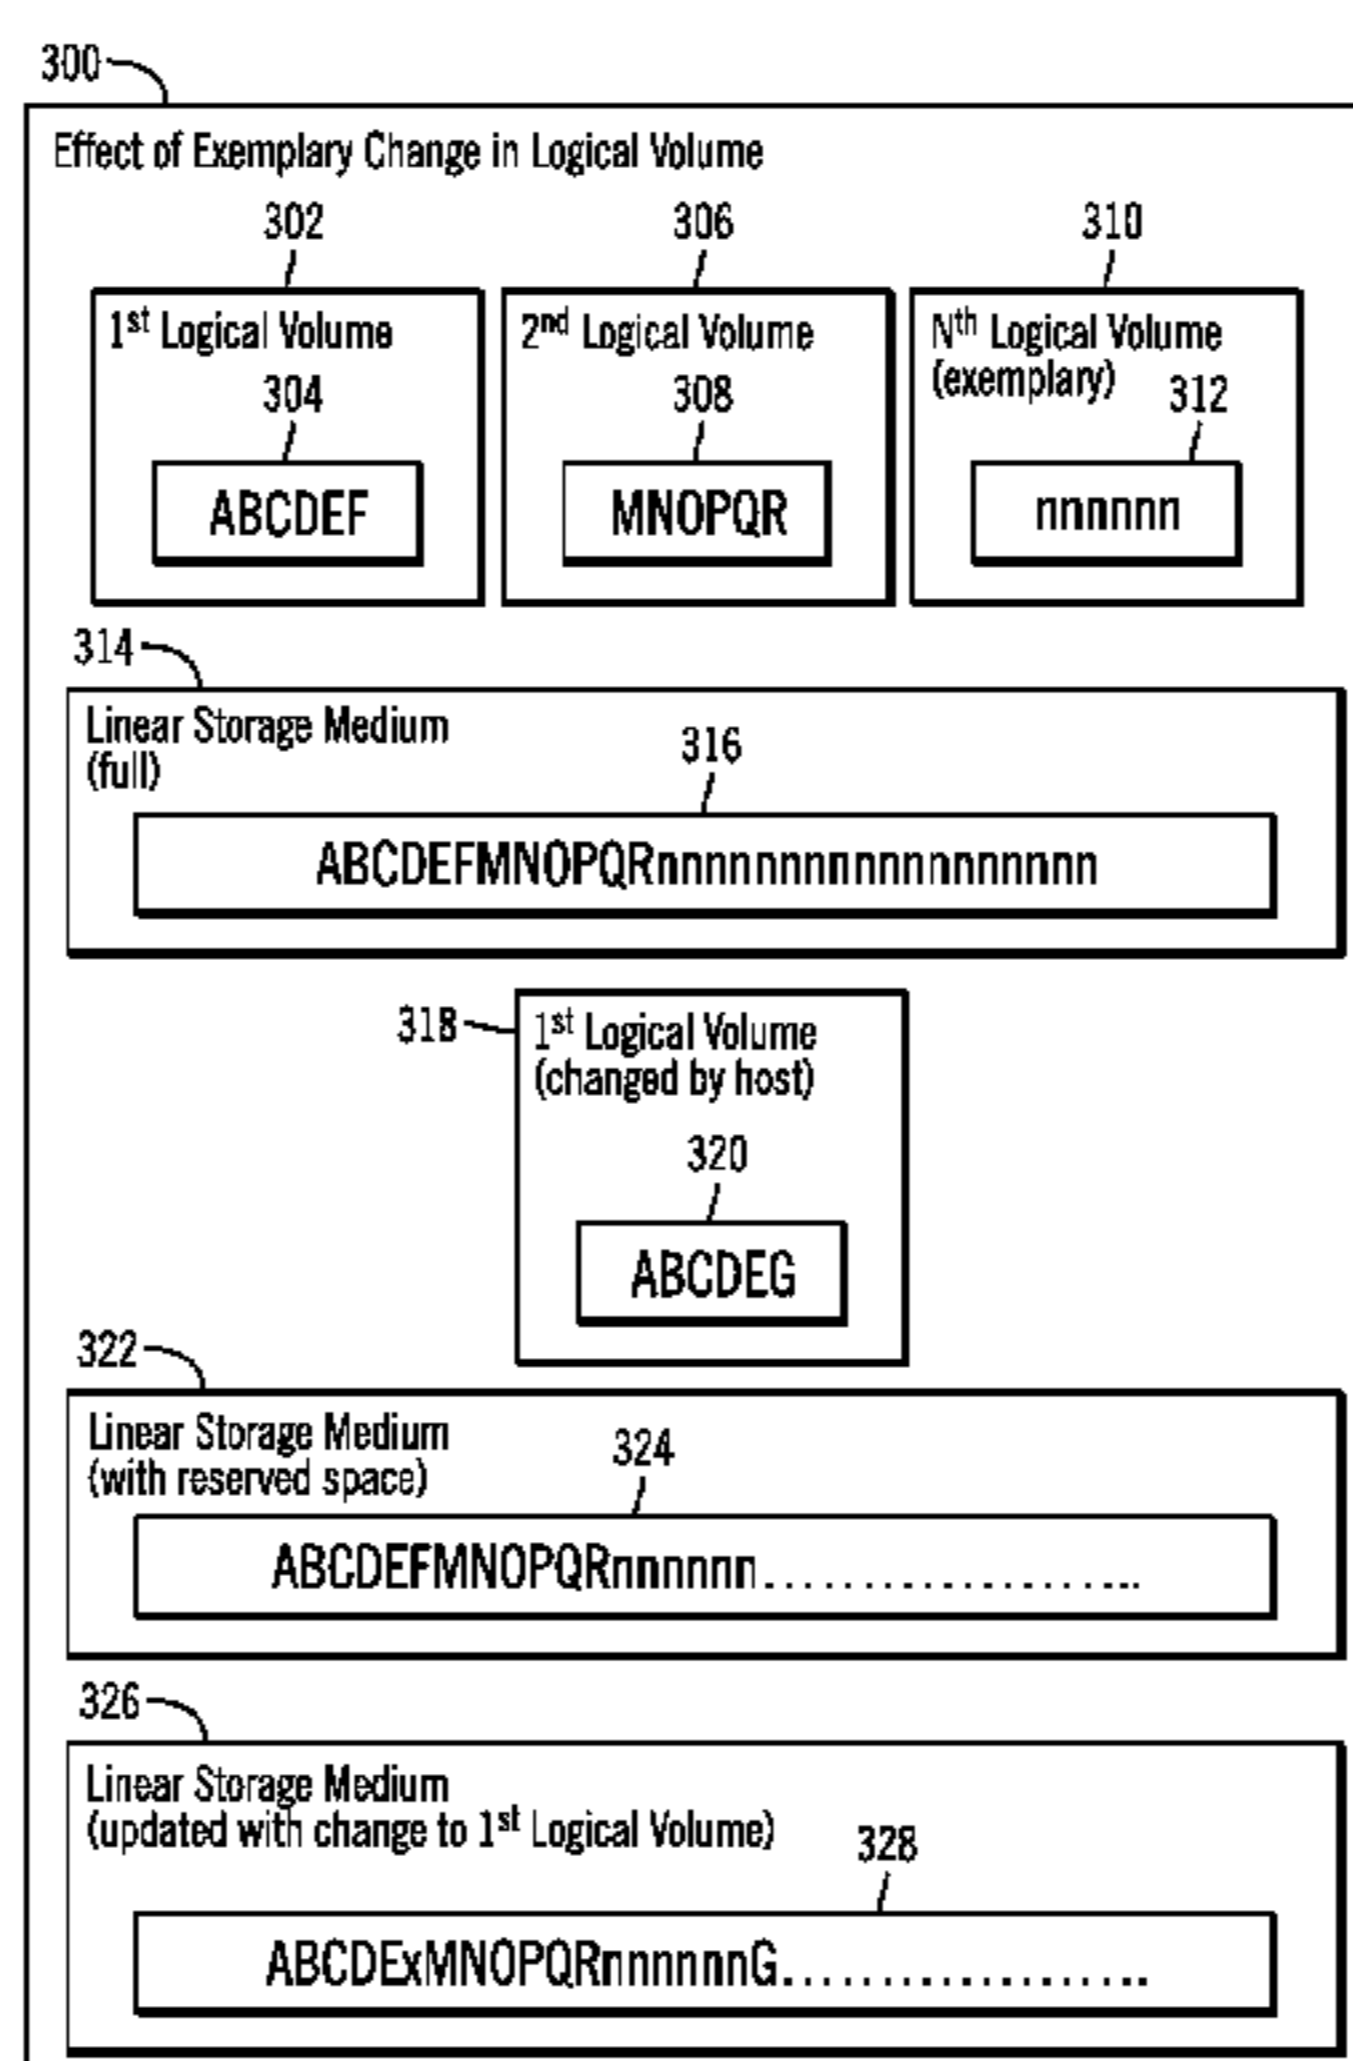 300
Effect of Exemplary Change in Logical Volume
302 306 310
1st Logical Volume 2nd Logical Volume Nth Logical Volume
(exemplary)
304 308 312
ABCDEF MNOPQR nnnnnn
314
Linear Storage Medium
(full)
316
ABCDEFMNOPQRnnnnnnnnnnnnnnnnnn
318
1st Logical Volume
(changed by host)
320
ABCDEG
322
Linear Storage Medium
(with reserved space)
324
ABCDEFMNOPQRnnnnnn...................
326
Linear Storage Medium
(updated with change to 1st Logical Volume)
328
ABCDExMNOPQRnnnnnnG...................